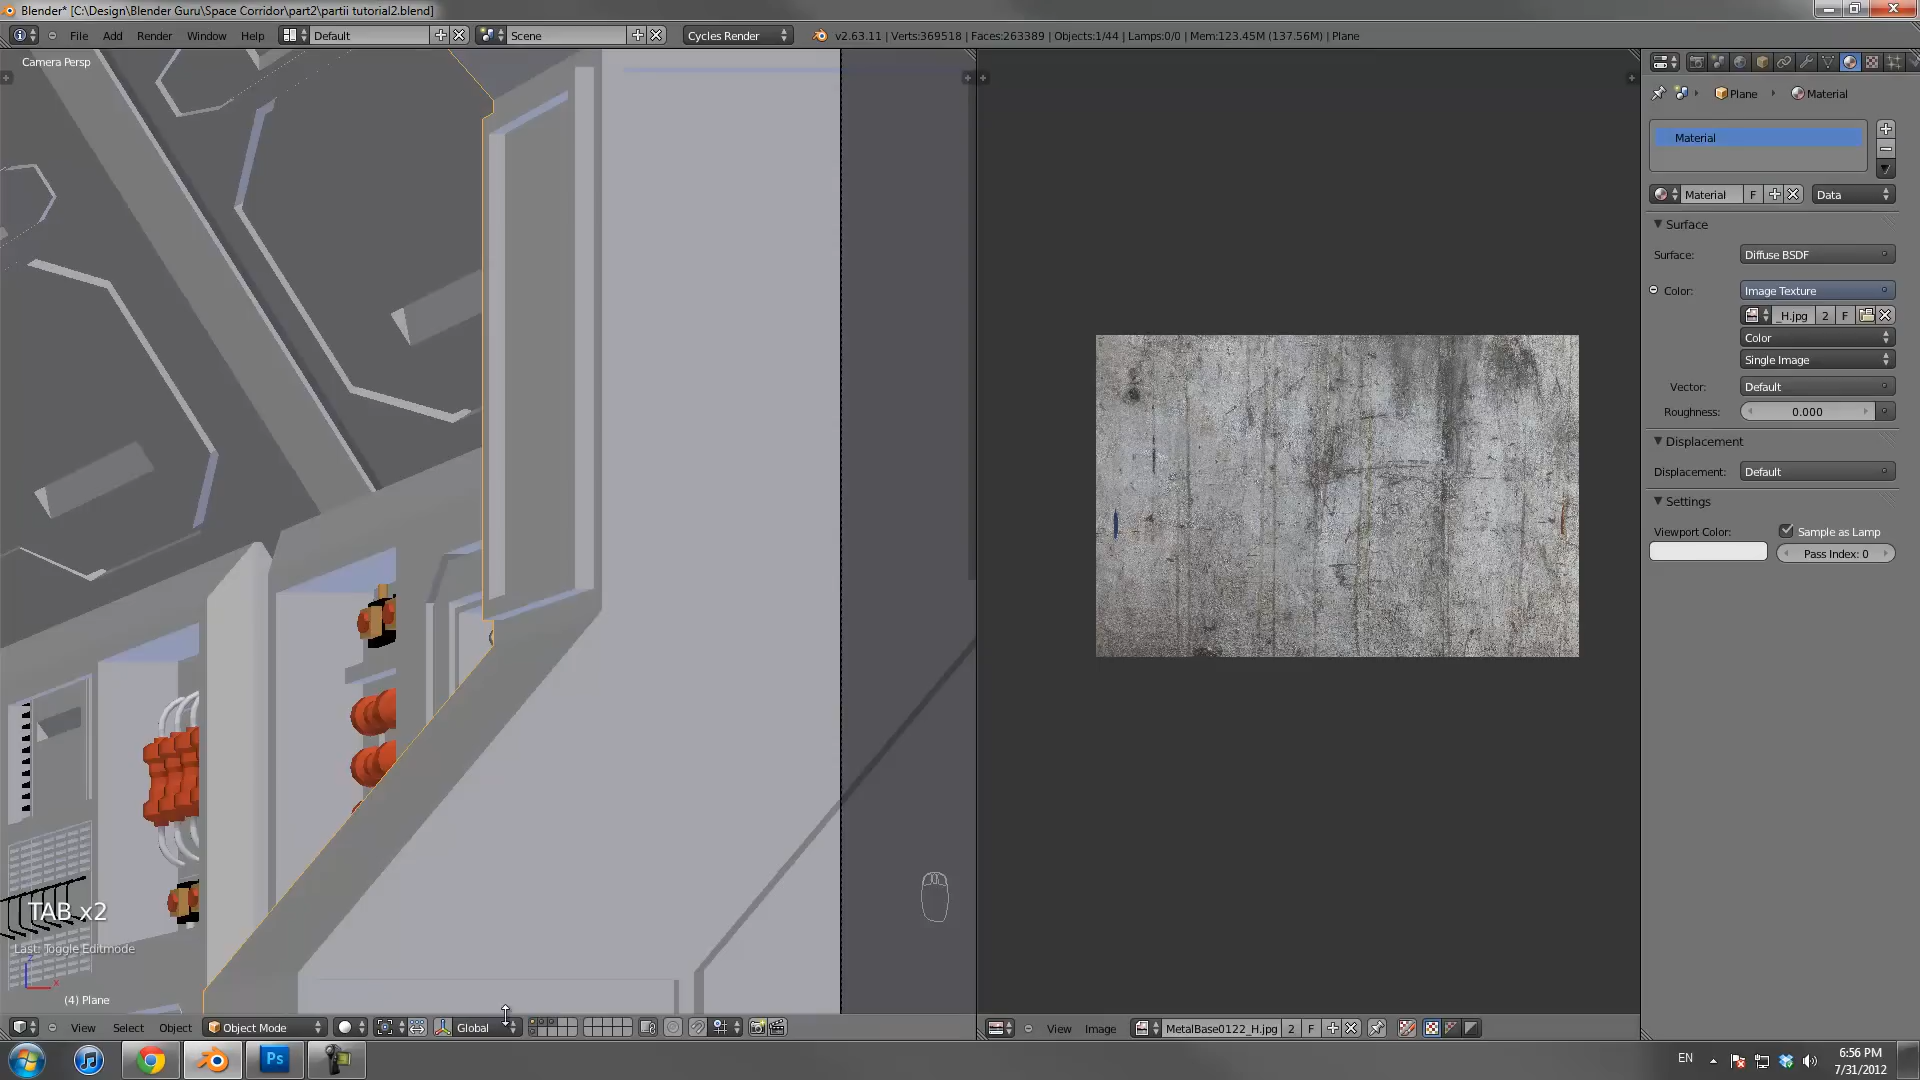 Blender* [C:\Design\Blender Guru\Space Corridor\part2\partii tutorial2.blend]
File Add Render Window Help Default Scene Cycles Render v2.63.11 | Verts:369518 | Faces:263389 | Objects:1/44 | Lamps:0/0 | Mem:123.45M (137.56M) | Plane
Camera Persp
Plane Material
Material
Material F Data
Surface
Surface: Diffuse BSDF
Color: Image Texture
_H.jpg 2 F
Color
Single Image
Vector: Default
Roughness: 0.000
Displacement
Displacement: Default
Settings
Viewport Color: Sample as Lamp
Pass Index: 0
TAB x2
Last: Toggle Editmode
x
(4) Plane
View Select Object Object Mode Global
View Image MetalBase0122_H.jpg 2 F
Ps
EN
6:56 PM
7/31/2012